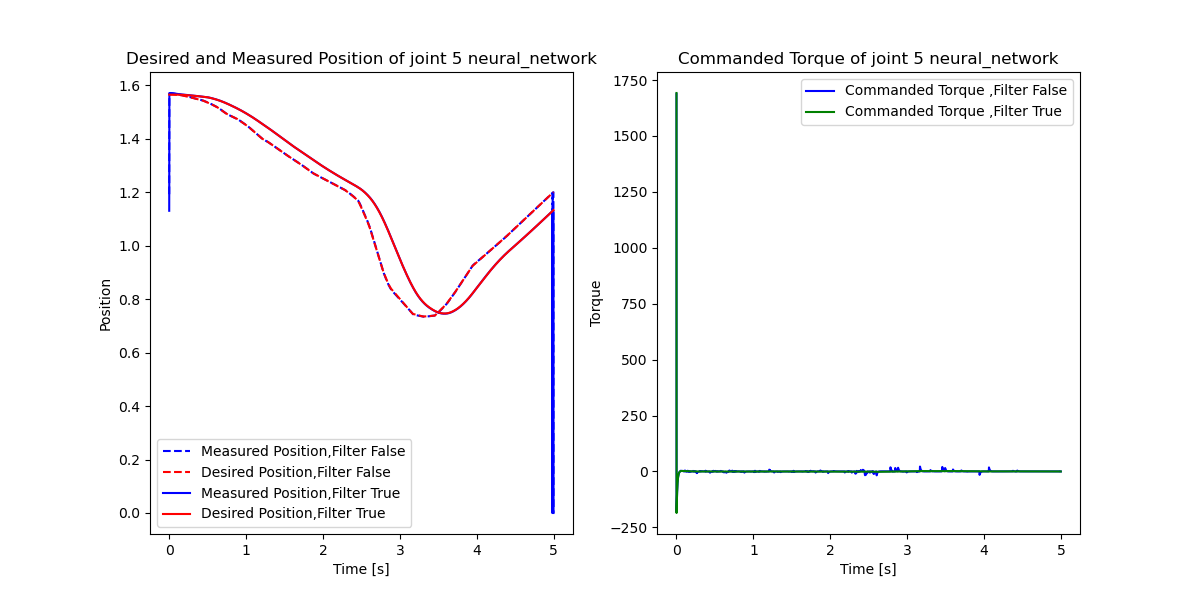 Desired and Measured Position of joint 5 neural_network
1.6
1.4
1.2
1.0
0.8
0.6
0.4
0.2
0.0
Position
Measured Position,Filter False
Desired Position,Filter False
Measured Position,Filter True
Desired Position,Filter True
0 1 2 3 4 5
Time [s]
Commanded Torque of joint 5 neural_network
1750
1500
1250
1000
750
500
250
0
−250
Torque
Commanded Torque ,Filter False
Commanded Torque ,Filter True
0 1 2 3 4 5
Time [s]